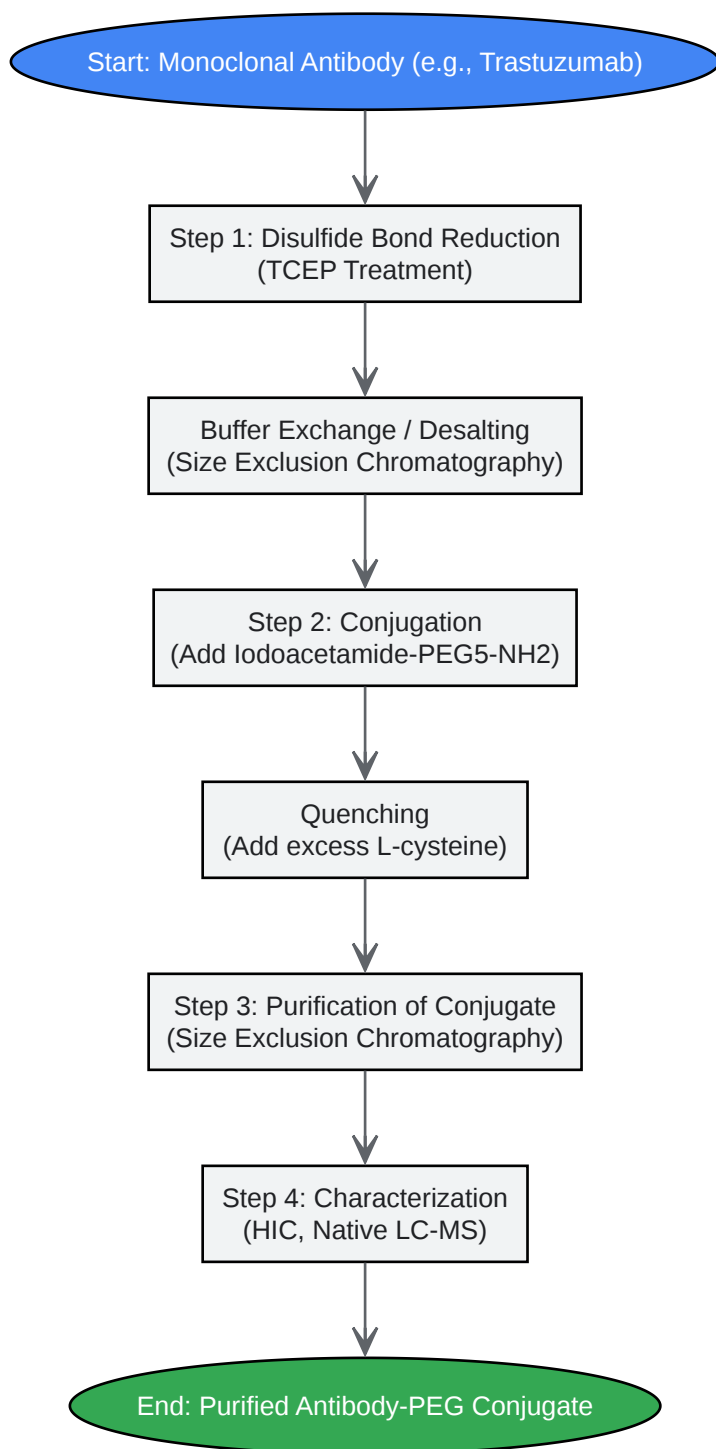 Start: Monoclonal Antibody (e.g., Trastuzumab)
Step 1: Disulfide Bond Reduction
(TCEP Treatment)
Buffer Exchange / Desalting
(Size Exclusion Chromatography)
Step 2: Conjugation
(Add Iodoacetamide-PEG5-NH2)
Quenching
(Add excess L-cysteine)
Step 3: Purification of Conjugate
(Size Exclusion Chromatography)
Step 4: Characterization
(HIC, Native LC-MS)
End: Purified Antibody-PEG Conjugate